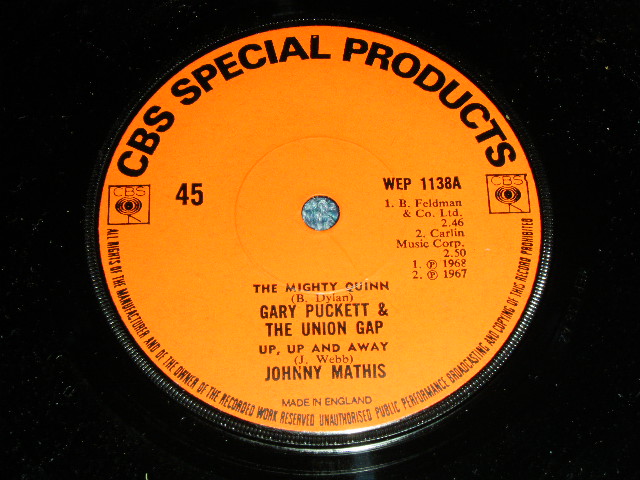 CBS SPECIAL PRODUCTS
CBS
CBS
45
WEP 1138A
1. B. Feldman
& Co. Ltd.
2.46
2. Carlin
Music Corp.
2.50
1. ℗ 1968
2. ℗ 1967
THE MIGHTY QUINN
(B. Dylan)
GARY PUCKETT &
THE UNION GAP
UP, UP AND AWAY
(J. Webb)
JOHNNY MATHIS
MADE IN ENGLAND
ALL RIGHTS OF THE MANUFACTURER AND OF THE OWNER OF THE RECORDED WORK RESERVED UNAUTHORISED PUBLIC PERFORMANCE BROADCASTING AND COPYING OF THIS RECORD PROHIBITED